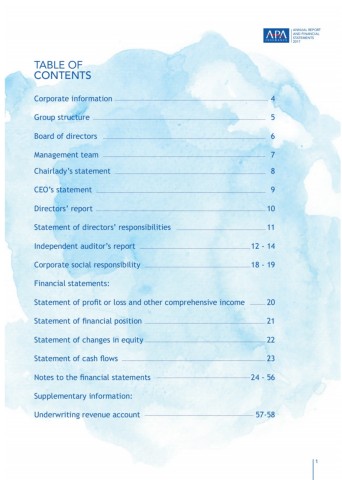 APA
ANNUAL REPORT
AND FINANCIAL
STATEMENTS
2017
TABLE OF
CONTENTS
Corporate information 4
Group structure 5
Board of directors 6
Management team 7
Chairlady's statement 8
CEO's statement 9
Directors' report 10
Statement of directors' responsibilities 11
Independent auditor's report 12 - 14
Corporate social responsibility 18 - 19
Financial statements:
Statement of profit or loss and other comprehensive income 20
Statement of financial position 21
Statement of changes in equity 22
Statement of cash flows 23
Notes to the financial statements 24 - 56
Supplementary information:
Underwriting revenue account 57-58
1